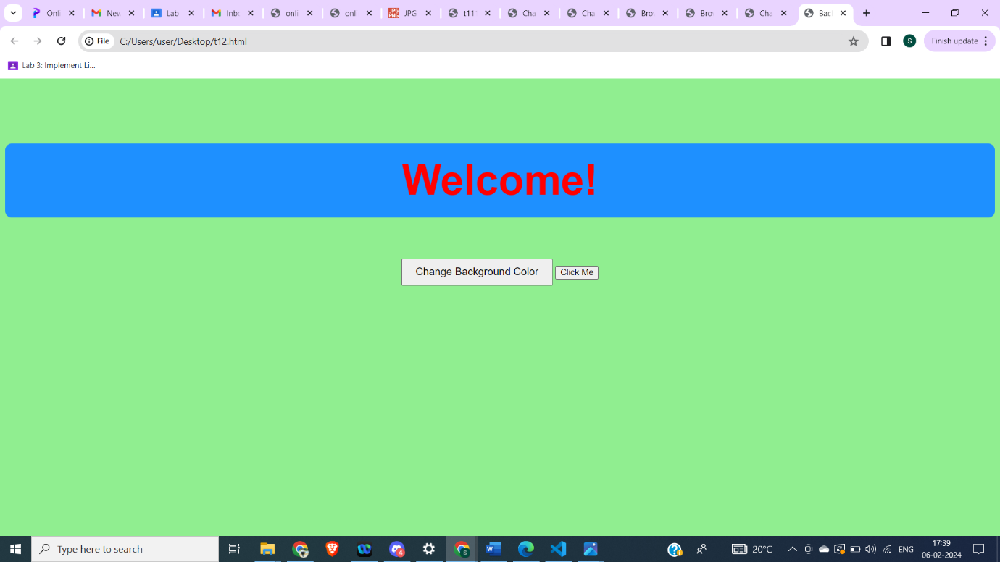 Onli
New
Lab
Inbo
onli
onli
JPG
t11
Cha
Cha
Bro
Bro
Cha
Bac
File
C:/Users/user/Desktop/t12.html
S
Finish update
Lab 3: Implement Li...
Welcome!
Change Background Color
Click Me
Type here to search
4
20°C
ENG
17:39
06-02-2024